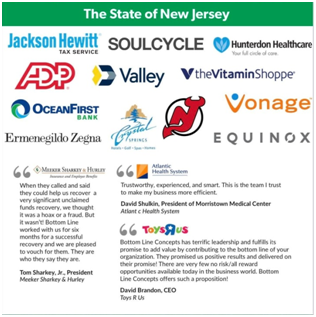 The State of New Jersey
Jackson Hewitt®
TAX SERVICE
SOULCYCLE
Hunterdon Healthcare
Your full circle of care.
ADP
Valley
theVitaminShoppe®
OCEANFIRST
BANK
Crystal
SPRINGS
Vonage®
Ermenegildo Zegna
EQUINOX
MEEKER SHARKEY & HURLEY
Insurance and Employee Benefits
When they called and said
they could help us recover a
very significant unclaimed
funds recovery, we thought
it was a hoax or a fraud. But
it wasn't! Bottom Line
worked with us for six
months for a successful
recovery and we are pleased
to vouch for them. They are
who they say they are.
Tom Sharkey, Jr., President
Meeker Sharkey & Hurley
Atlantic
Health System
Trustworthy, experienced, and smart. This is the team I trust
to make my business more efficient.
David Shulkin, President of Morristown Medical Center
Atlantic Health System
TOYSRUS
Bottom Line Concepts has terrific leadership and fulfills its
promise to add value by contributing to the bottom line of your
organization. They promised us positive results and delivered on
their promise! There are very few no risk/all reward
opportunities available today in the business world. Bottom Line
Concepts offers such a proposition!
David Brandon, CEO
Toys R Us